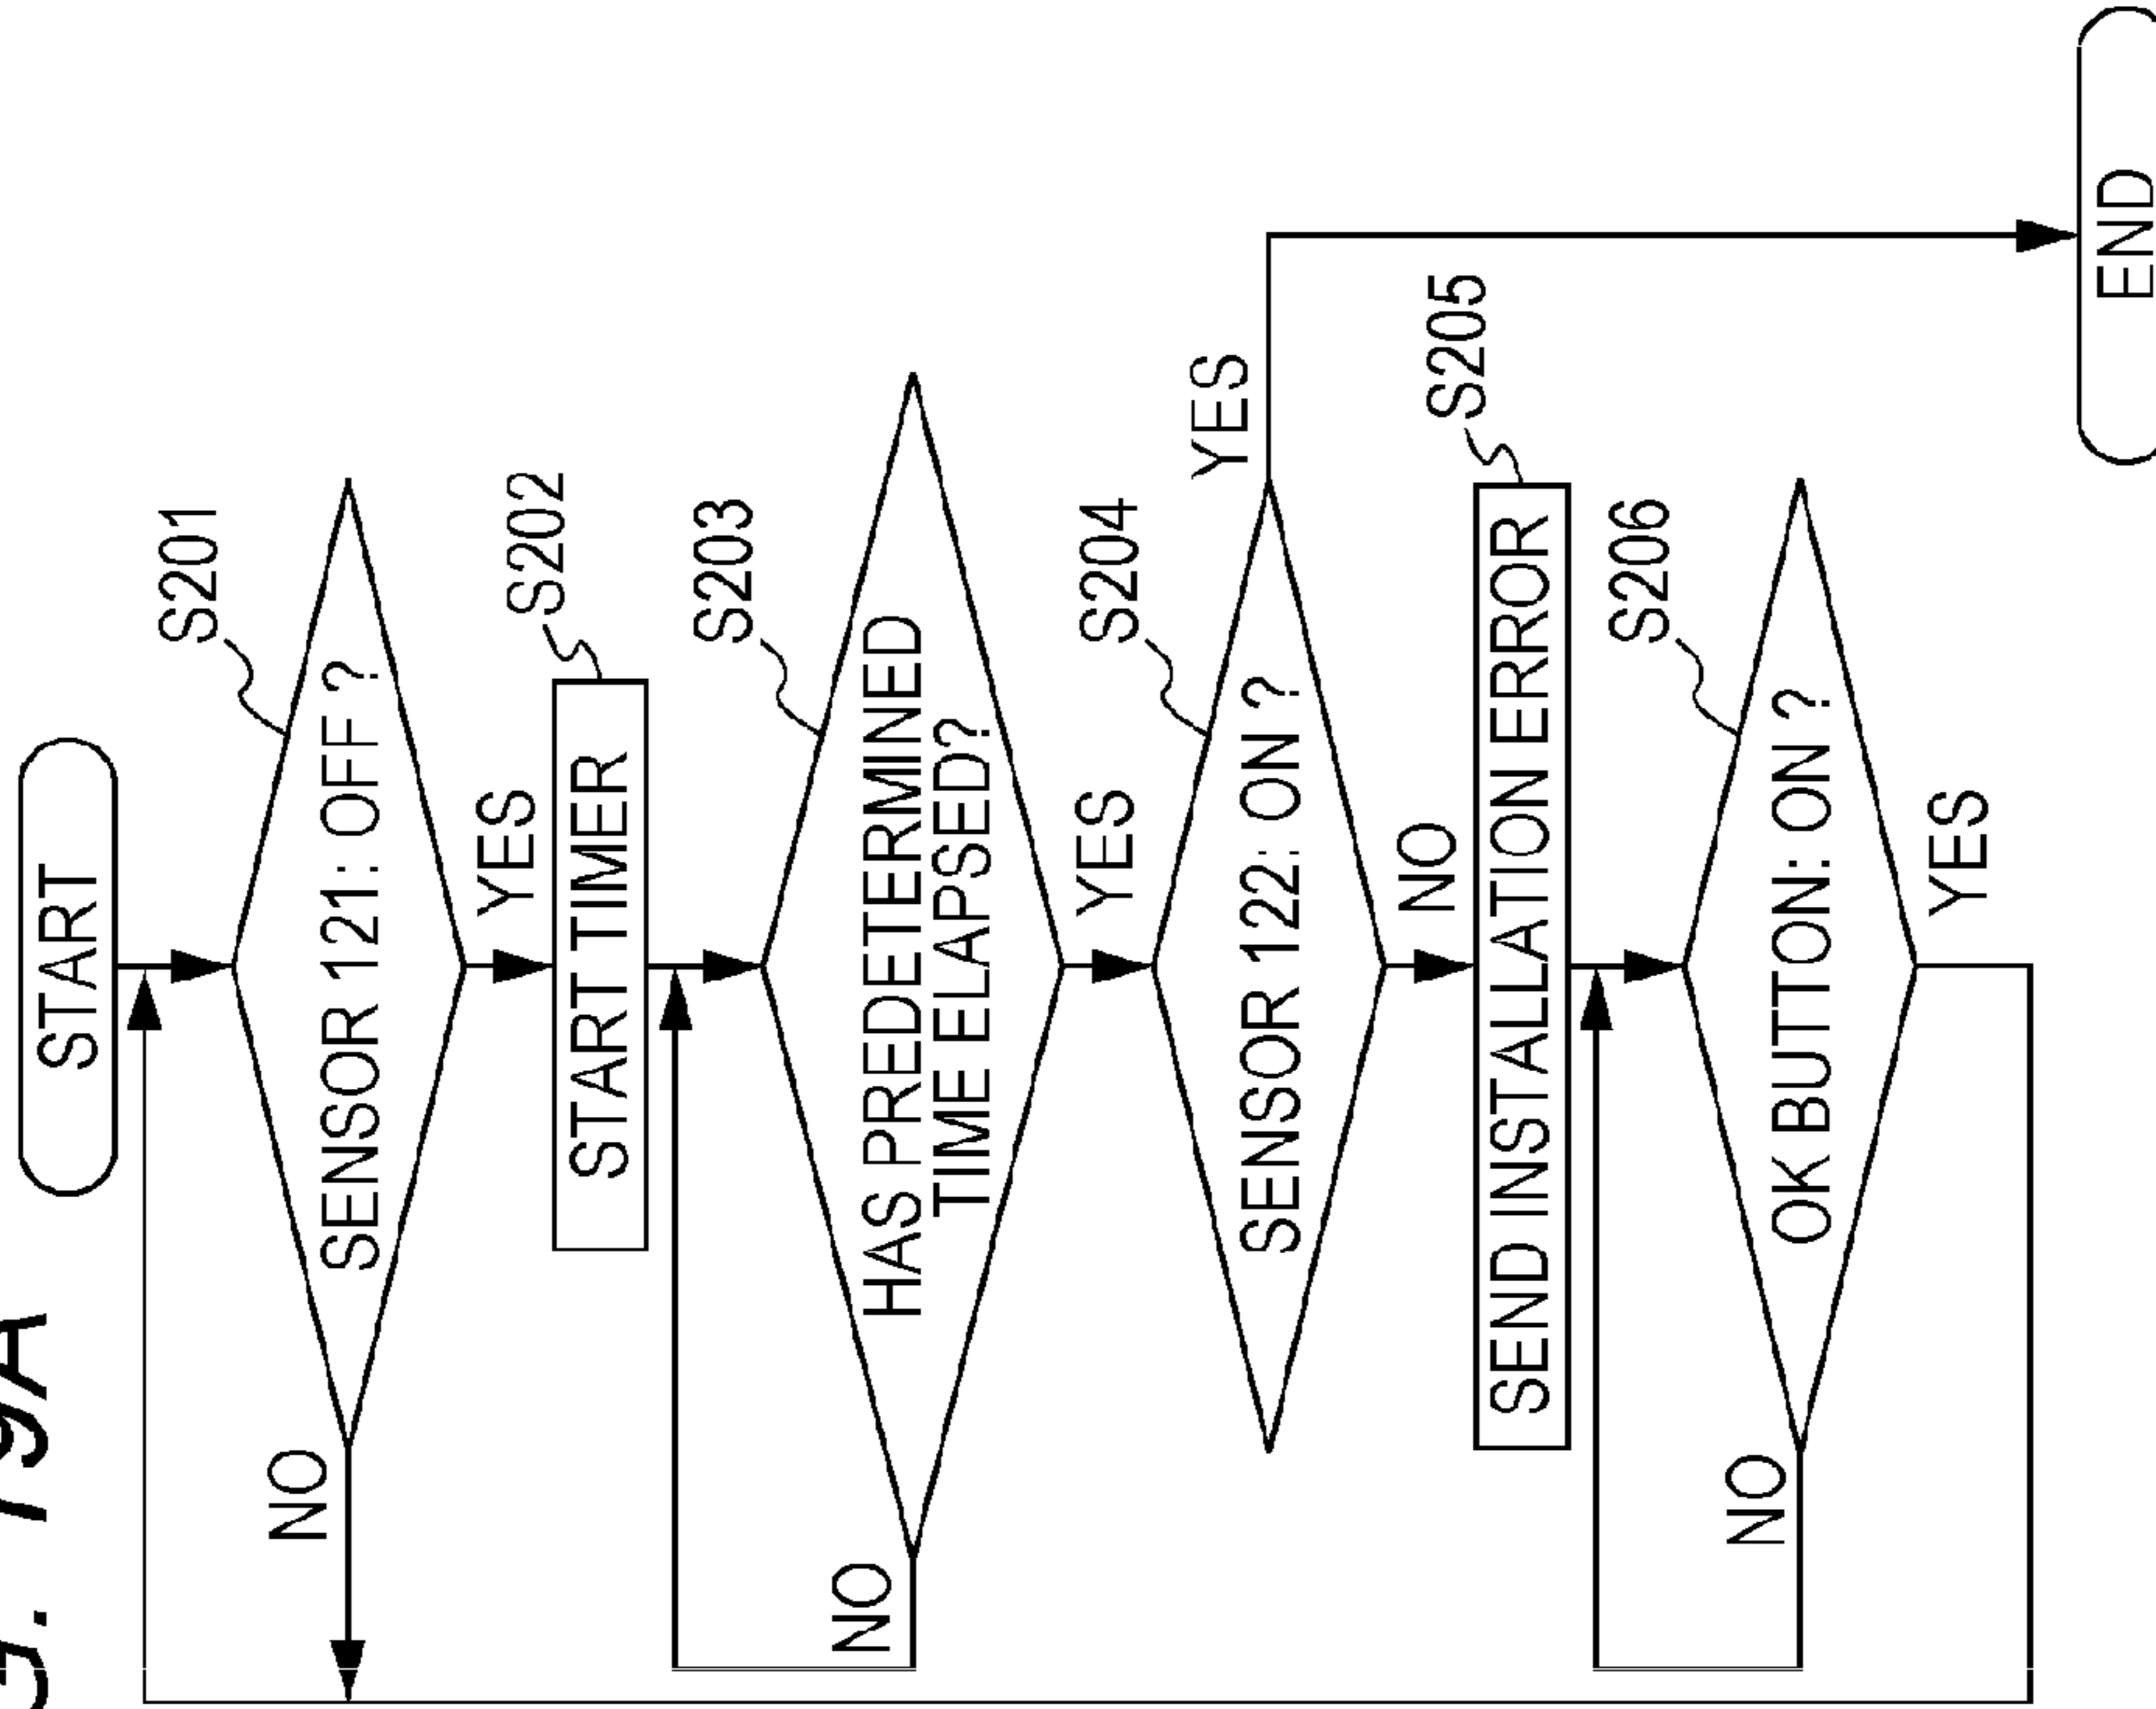 19A
START
S201
SENSOR 121: OFF ?
NO
YES
S202
START TIMER
S203
HAS PREDETERMINED
TIME ELAPSED?
NO
YES
S204
SENSOR 122: ON ?
YES
NO
S205
SEND INSTALLATION ERROR
S206
OK BUTTON: ON ?
NO
YES
END